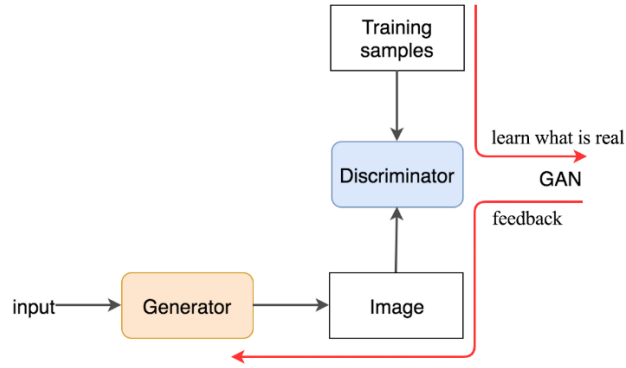 Training
samples
learn what is real
Discriminator
GAN
feedback
input
Generator
Image